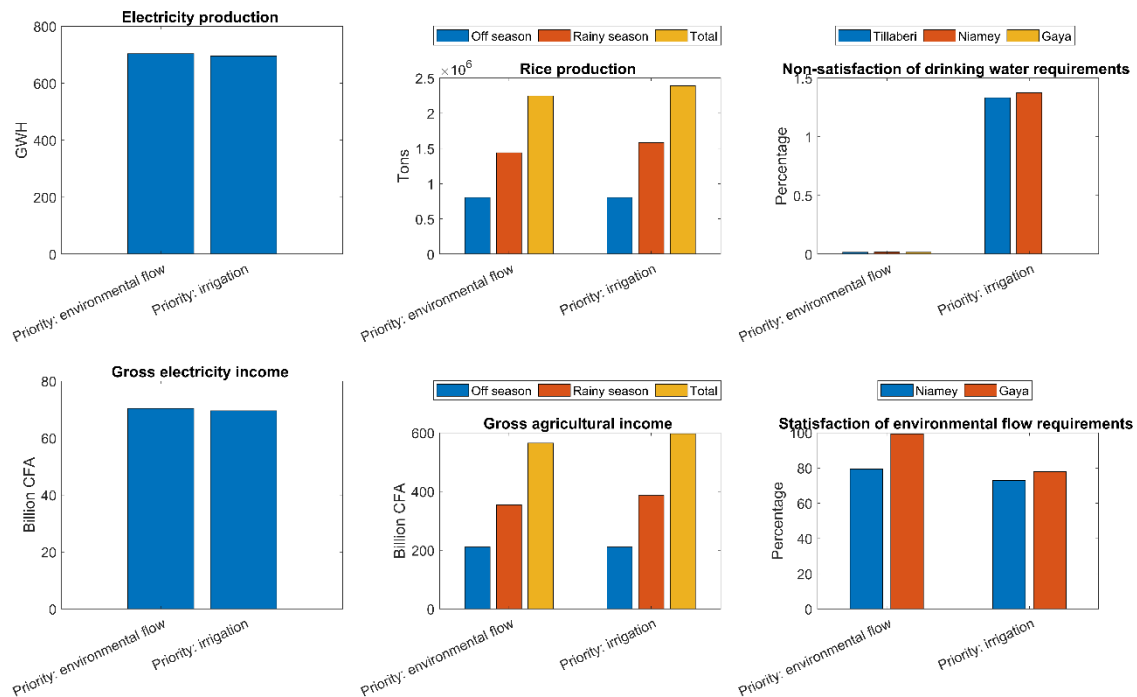 Electricity production
800
600
400
200
0
GWH
Priority: environmental flow
Priority: irrigation
Off season Rainy season Total
Rice production
×10^6
2.5
2
1.5
1
0.5
0
Tons
Priority: environmental flow
Priority: irrigation
Tillaberi Niamey Gaya
Non-satisfaction of drinking water requirements
1.5
1
0.5
0
Percentage
Priority: environmental flow
Priority: irrigation
Gross electricity income
80
60
40
20
0
Billion CFA
Priority: environmental flow
Priority: irrigation
Off season Rainy season Total
Gross agricultural income
600
400
200
0
Billion CFA
Priority: environmental flow
Priority: irrigation
Niamey Gaya
Statisfaction of environmental flow requirements
100
80
60
40
20
0
Percentage
Priority: environmental flow
Priority: irrigation